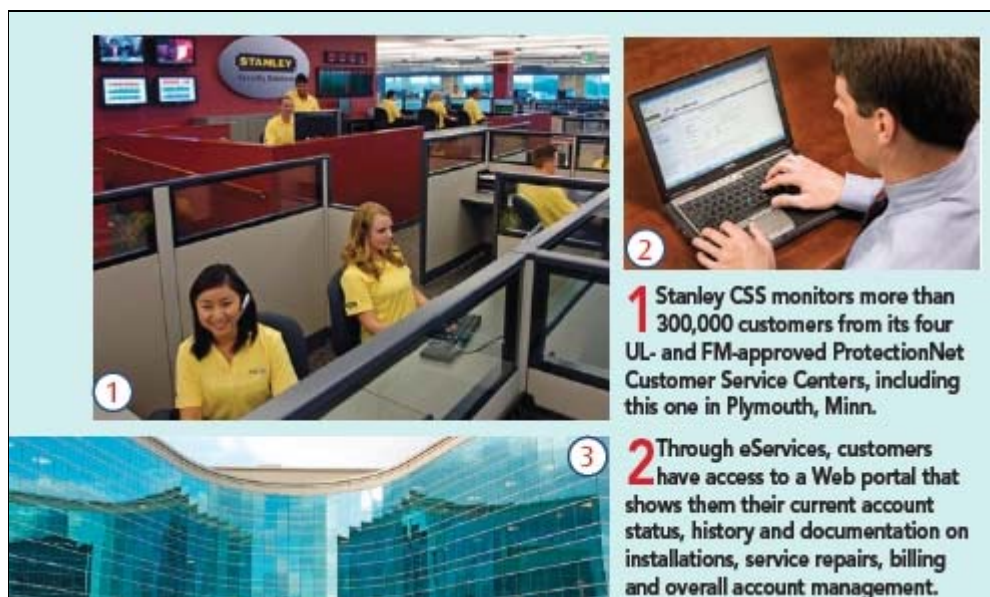 STANLEY
Security Solutions
1
2
3
1 Stanley CSS monitors more than
300,000 customers from its four
UL- and FM-approved ProtectionNet
Customer Service Centers, including
this one in Plymouth, Minn.
2 Through eServices, customers
have access to a Web portal that
shows them their current account
status, history and documentation on
installations, service repairs, billing
and overall account management.